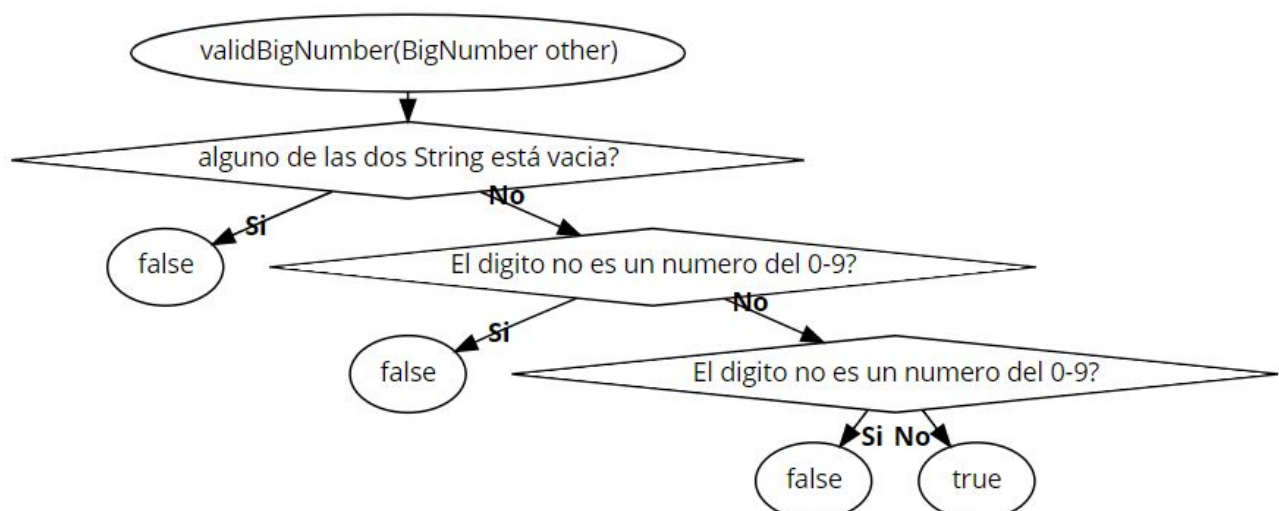 validBigNumber(BigNumber other)
alguno de las dos String está vacia?
Si
No
false
El digito no es un numero del 0-9?
Si
No
false
El digito no es un numero del 0-9?
Si
No
false
true